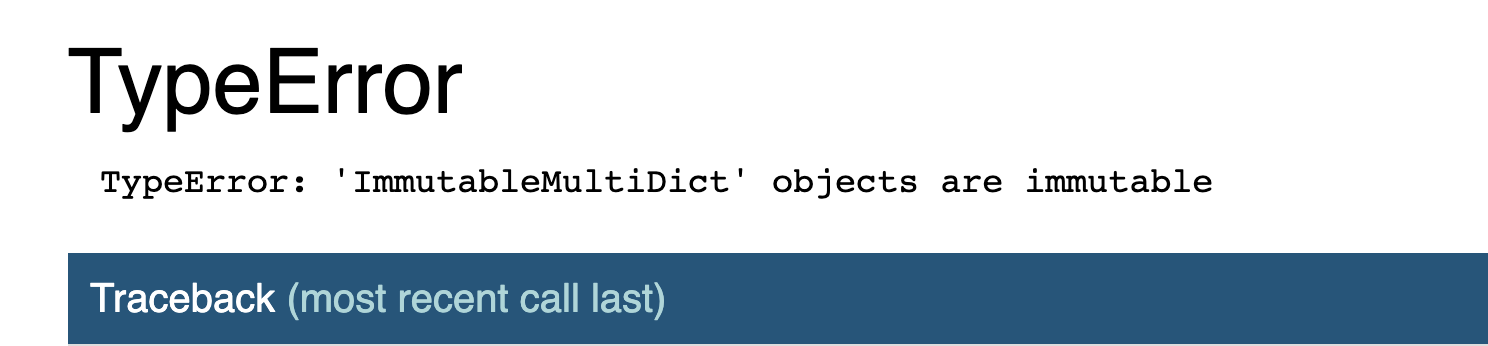 TypeError
TypeError: 'ImmutableMultiDict' objects are immutable
Traceback (most recent call last)